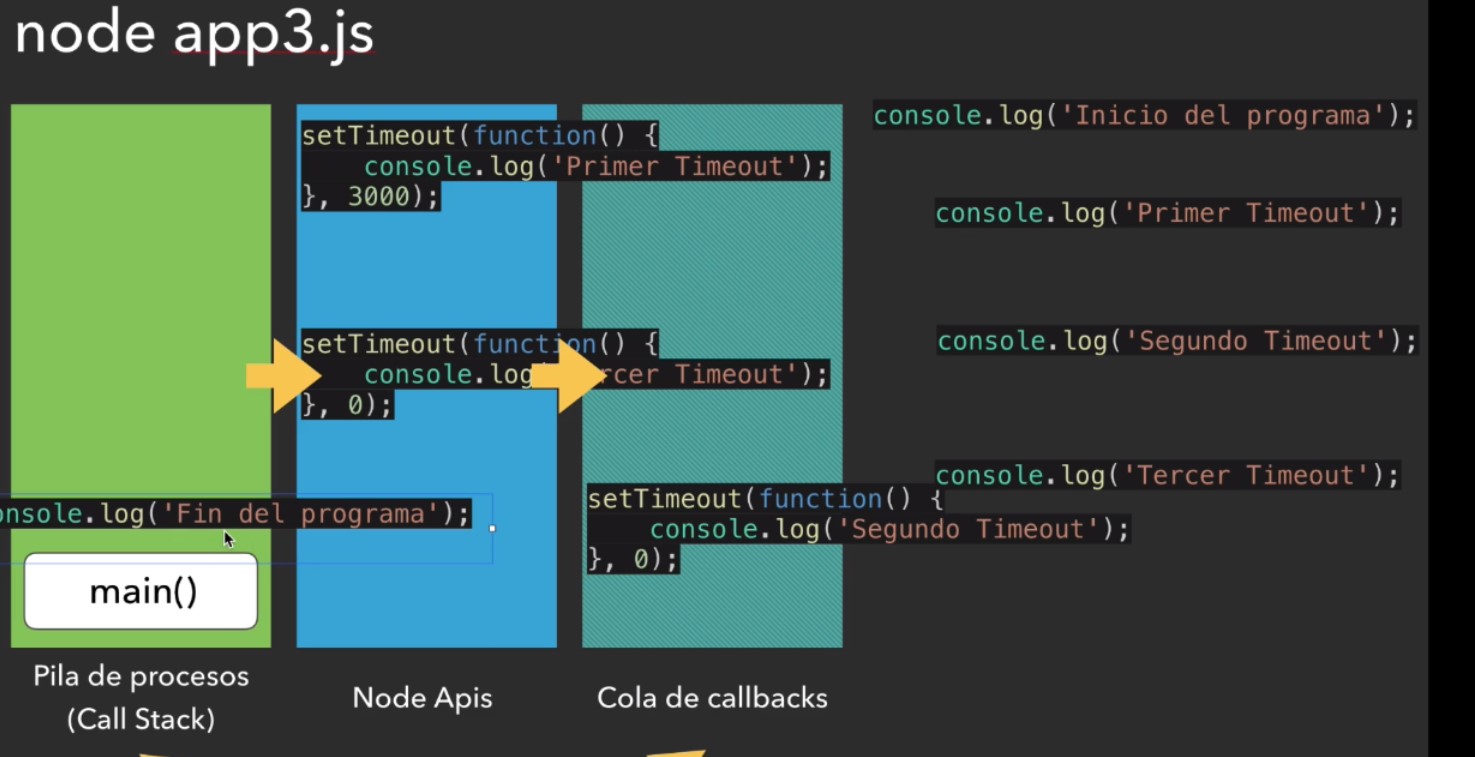 node app3.js
setTimeout(function() {
console.log('Primer Timeout');
}, 3000);
setTimeout(function() {
console.log( rcer Timeout');
}, 0);
onsole.log('Fin del programa');
main()
Pila de procesos
(Call Stack)
Node Apis
setTimeout(function() {
console.log('Segundo Timeout');
}, 0);
Cola de callbacks
console.log('Inicio del programa');
console.log('Primer Timeout');
console.log('Segundo Timeout');
console.log('Tercer Timeout');